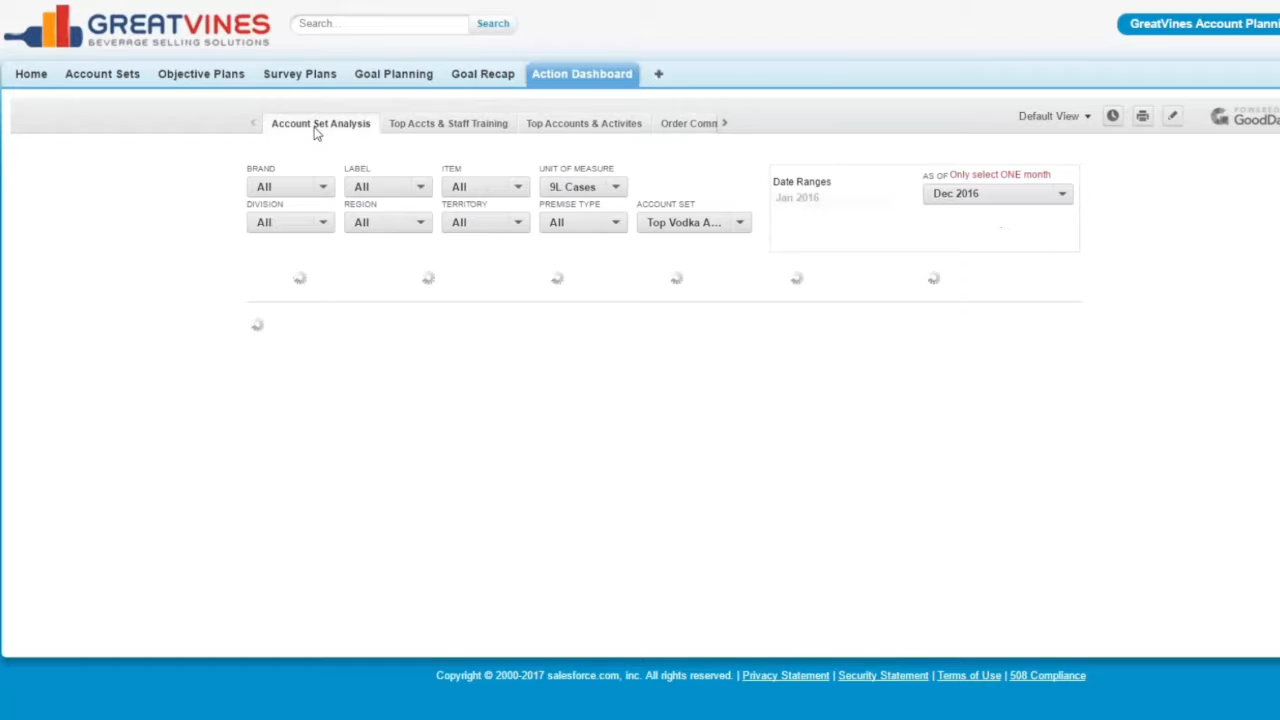 GREATVINES
BEVERAGE SELLING SOLUTIONS
Search...
Search
GreatVines Account Planni
Home
Account Sets
Objective Plans
Survey Plans
Goal Planning
Goal Recap
Action Dashboard
Account Set Analysis
Top Accts & Staff Training
Top Accounts & Activites
Order Comm
Default View
POWERED
GoodDa
BRAND
LABEL
ITEM
UNIT OF MEASURE
All
All
All
9L Cases
DIVISION
REGION
TERRITORY
PREMISE TYPE
ACCOUNT SET
All
All
All
All
Top Vodka A...
Date Ranges
Jan 2016
AS OF Only select ONE month
Dec 2016
Copyright © 2000-2017 salesforce.com, inc. All rights reserved. | Privacy Statement | Security Statement | Terms of Use | 508 Compliance